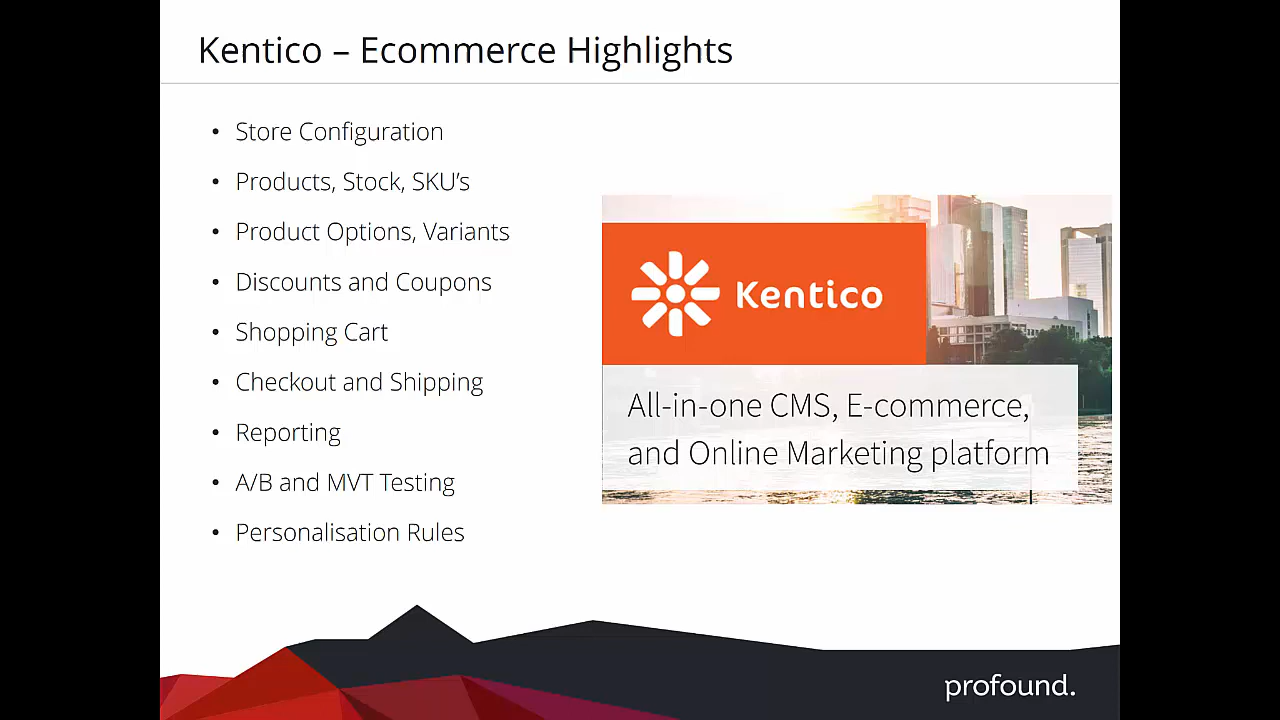 Kentico – Ecommerce Highlights
• Store Configuration
• Products, Stock, SKU’s
• Product Options, Variants
• Discounts and Coupons
• Shopping Cart
• Checkout and Shipping
• Reporting
• A/B and MVT Testing
• Personalisation Rules
Kentico
All-in-one CMS, E-commerce,
and Online Marketing platform
profound.